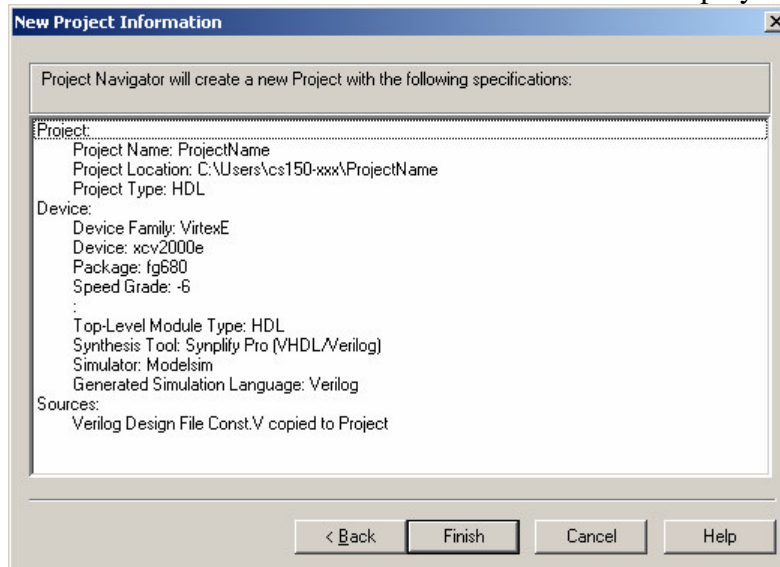 New Project Information
Project Navigator will create a new Project with the following specifications:
Project:
Project Name: ProjectName
Project Location: C:\Users\cs150-xxx\ProjectName
Project Type: HDL
Device:
Device Family: VirtexE
Device: xcv2000e
Package: fg680
Speed Grade: -6
:
Top-Level Module Type: HDL
Synthesis Tool: Synplify Pro (VHDL/Verilog)
Simulator: Modelsim
Generated Simulation Language: Verilog
Sources:
Verilog Design File Const.V copied to Project
< Back Finish Cancel Help